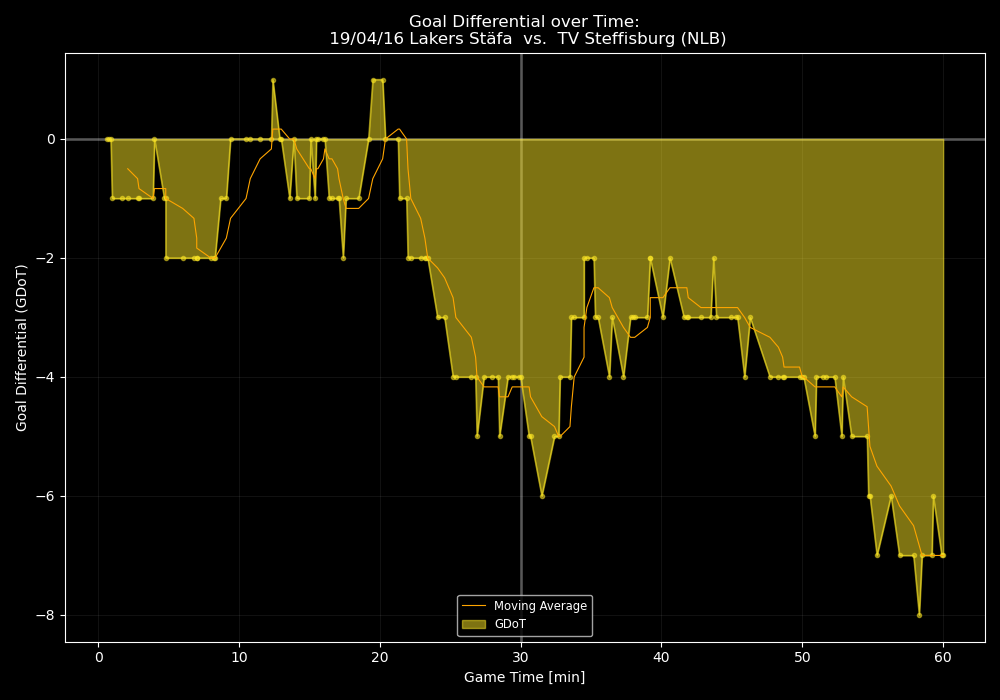 Goal Differential over Time:
19/04/16 Lakers Stäfa  vs.  TV Steffisburg (NLB)
Goal Differential (GDoT)
0
−2
−4
−6
−8
Moving Average
GDoT
0
10
20
30
40
50
60
Game Time [min]